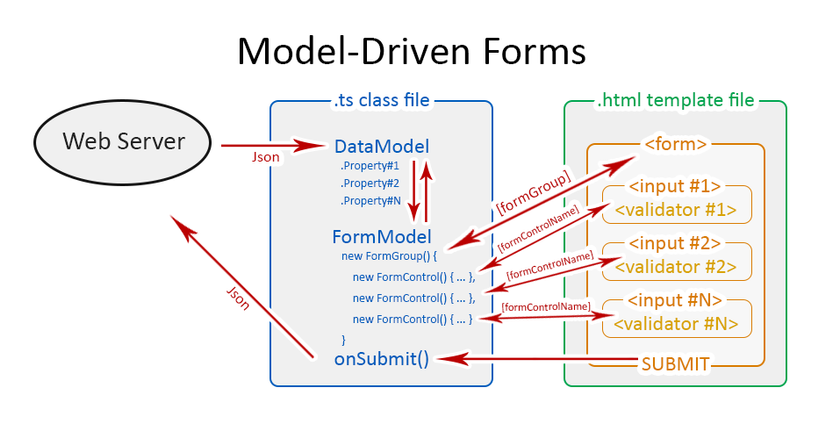 Model-Driven Forms
Web Server
Json
Json
.ts class file
DataModel
.Property#1
.Property#2
.Property#N
FormModel
new FormGroup() {
new FormControl() { ... },
new FormControl() { ... },
new FormControl() { ... }
}
onSubmit()
[formGroup]
[formControlName]
[formControlName]
[formControlName]
.html template file
<form>
<input #1>
<validator #1>
<input #2>
<validator #2>
<input #N>
<validator #N>
SUBMIT